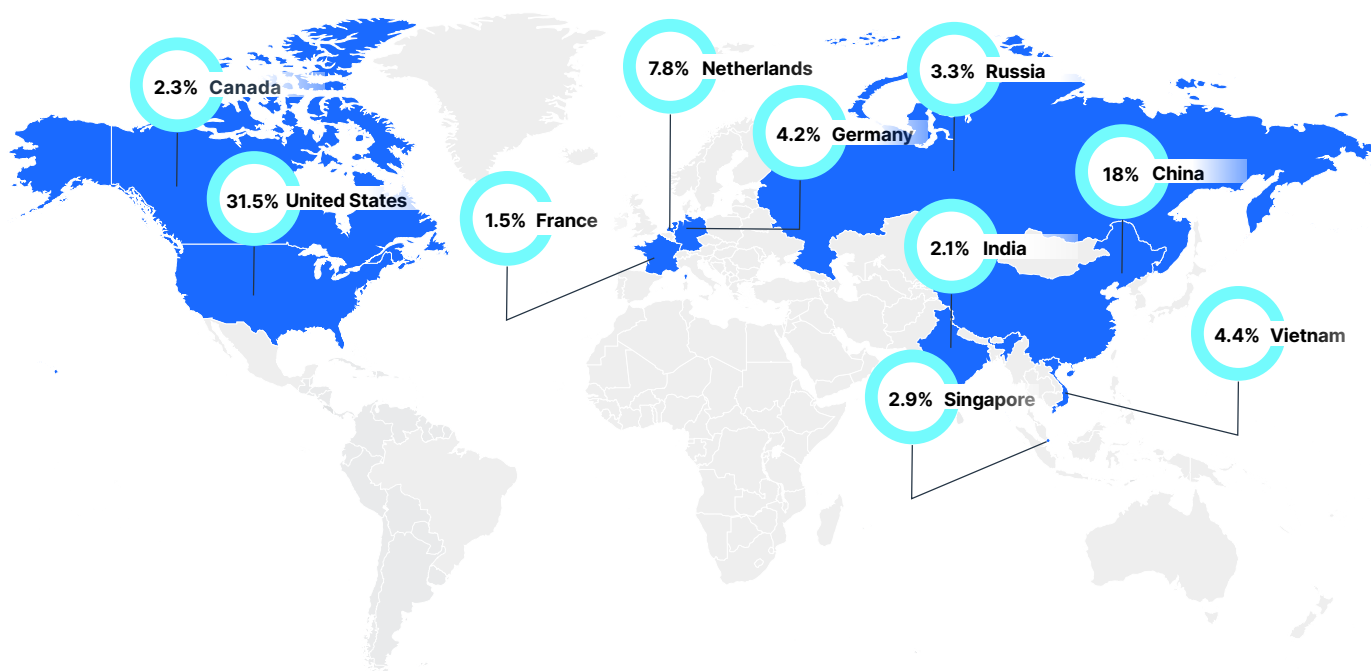 7.8% Netherlands
3.3% Russia
2.3% Canada
4.2% Germany
18% China
31.5% United States
1.5% France
2.1% India
4.4% Vietnam
2.9% Singapore